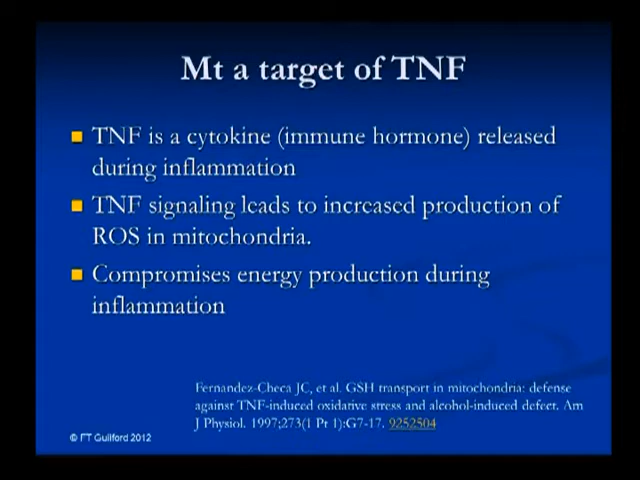 Mt a target of TNF
TNF is a cytokine (immune hormone) released
during inflammation
TNF signaling leads to increased production of
ROS in mitochondria.
Compromises energy production during
inflammation
Fernandez-Checa JC, et al. GSH transport in mitochondria: defense
against TNF-induced oxidative stress and alcohol-induced defect. Am
J Physiol. 1997;273(1 Pt 1):G7-17. 9252504
© FT Guilford 2012